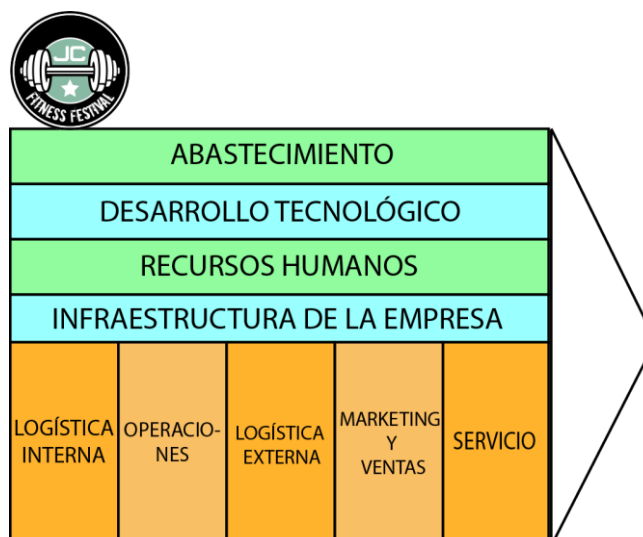 JC
FITNESS FESTIVAL
ABASTECIMIENTO
DESARROLLO TECNOLÓGICO
RECURSOS HUMANOS
INFRAESTRUCTURA DE LA EMPRESA
LOGÍSTICA
INTERNA
OPERACIO-
NES
LOGÍSTICA
EXTERNA
MARKETING
Y
VENTAS
SERVICIO